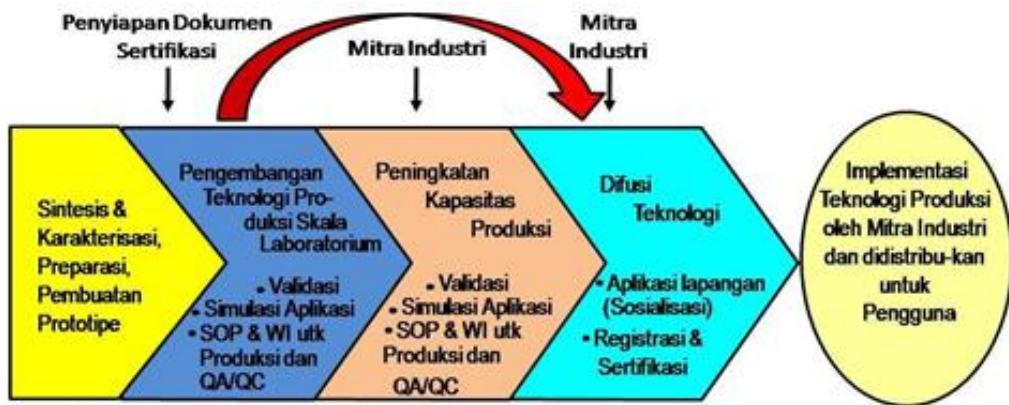 Penyiapan Dokumen
Sertifikasi
Mitra Industri
Mitra
Industri
Sintesis &
Karakterisasi,
Preparasi,
Pembuatan
Prototipe
Pengembangan
Teknologi Pro-
duksi Skala
Laboratorium
• Validasi
• Simulasi Aplikasi
• SOP & WI utk
Produksi dan
QA/QC
Peningkatan
Kapasitas
Produksi
• Validasi
• Simulasi Aplikasi
• SOP & WI utk
Produksi dan
QA/QC
Difusi
Teknologi
• Aplikasi lapangan
(Sosialisasi)
• Registrasi &
Sertifikasi
Implementasi
Teknologi Produksi
oleh Mitra Industri
dan didistribu-kan
untuk
Pengguna